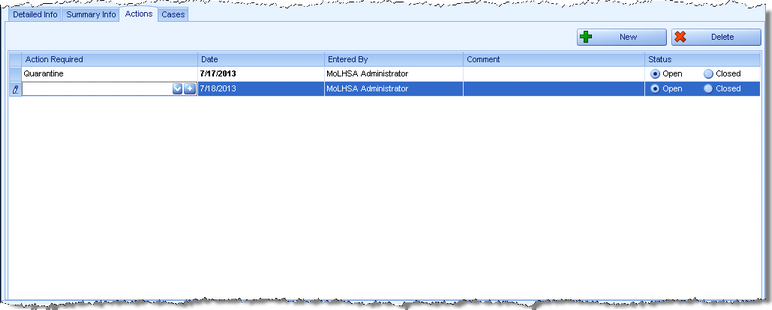 Detailed Info Summary Info Actions Cases
New Delete
Action Required Date Entered By Comment Status
Quarantine 7/17/2013 MoLHSA Administrator Open Closed
7/18/2013 MoLHSA Administrator Open Closed